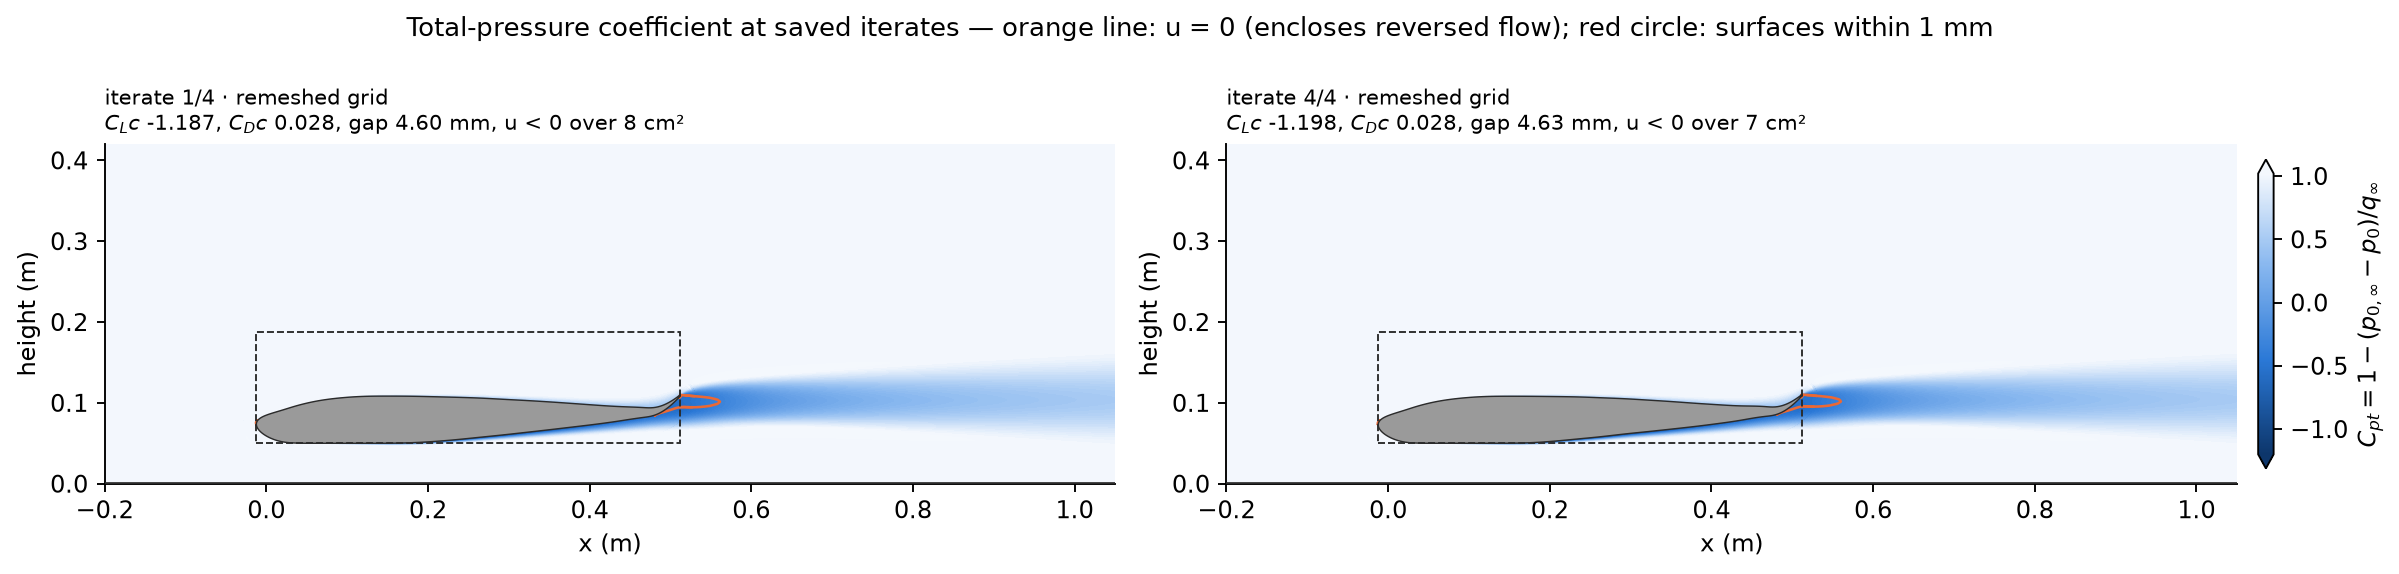 Total-pressure coefficient at saved iterates — orange line: u = 0 (encloses reversed flow); red circle: surfaces within 1 mm
iterate 1/4 · remeshed grid
C_Lc -1.187, C_Dc 0.028, gap 4.60 mm, u < 0 over 8 cm²
0.4
0.3
0.2
0.1
0.0
height (m)
−0.2
0.0
0.2
0.4
0.6
0.8
1.0
x (m)
iterate 4/4 · remeshed grid
C_Lc -1.198, C_Dc 0.028, gap 4.63 mm, u < 0 over 7 cm²
0.4
0.3
0.2
0.1
0.0
height (m)
−0.2
0.0
0.2
0.4
0.6
0.8
1.0
x (m)
1.0
0.5
0.0
−0.5
−1.0
C_pt = 1 − (p_0,∞ − p_0)/q_∞